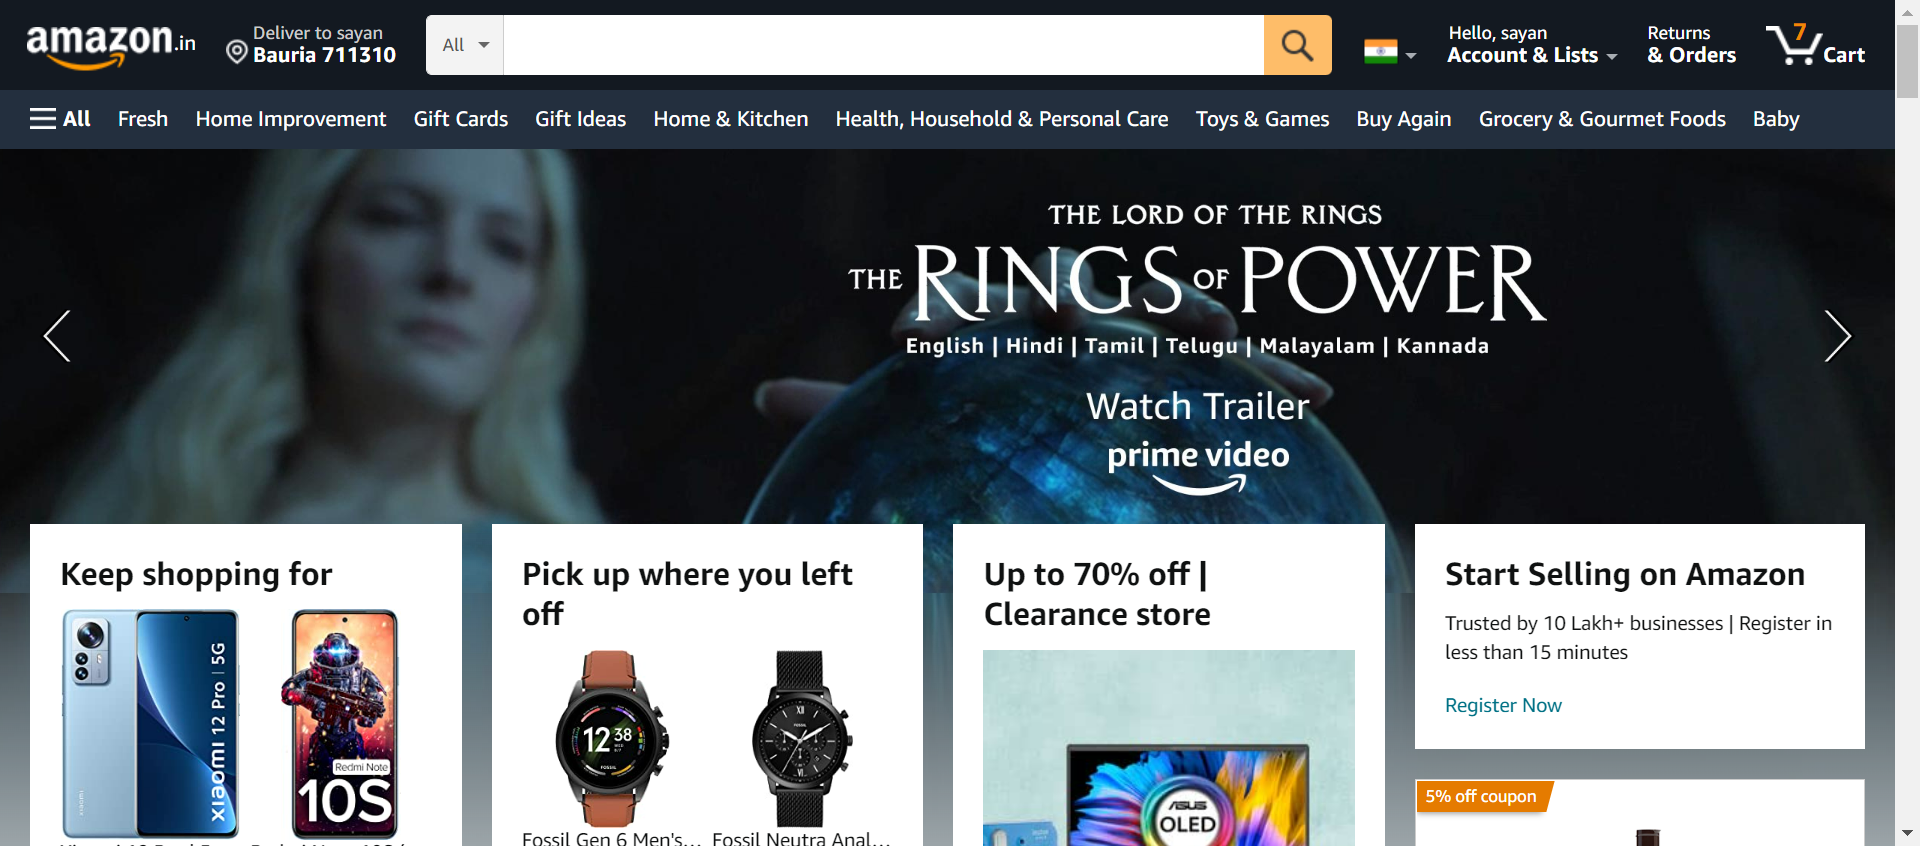 amazon.in
Deliver to sayan
Bauria 711310
All
Hello, sayan
Account & Lists
Returns
& Orders
7
Cart
All
Fresh
Home Improvement
Gift Cards
Gift Ideas
Home & Kitchen
Health, Household & Personal Care
Toys & Games
Buy Again
Grocery & Gourmet Foods
Baby
THE LORD OF THE RINGS
THE RINGS OF POWER
English | Hindi | Tamil | Telugu | Malayalam | Kannada
Watch Trailer
prime video
Keep shopping for
xiaomi 12 Pro | 5G
Redmi Note
10S
Pick up where you left
off
12 38
FOSSIL
Fossil Gen 6 Men's...
Fossil Neutra Anal...
Up to 70% off |
Clearance store
ASUS
OLED
Start Selling on Amazon
Trusted by 10 Lakh+ businesses | Register in
less than 15 minutes
Register Now
5% off coupon